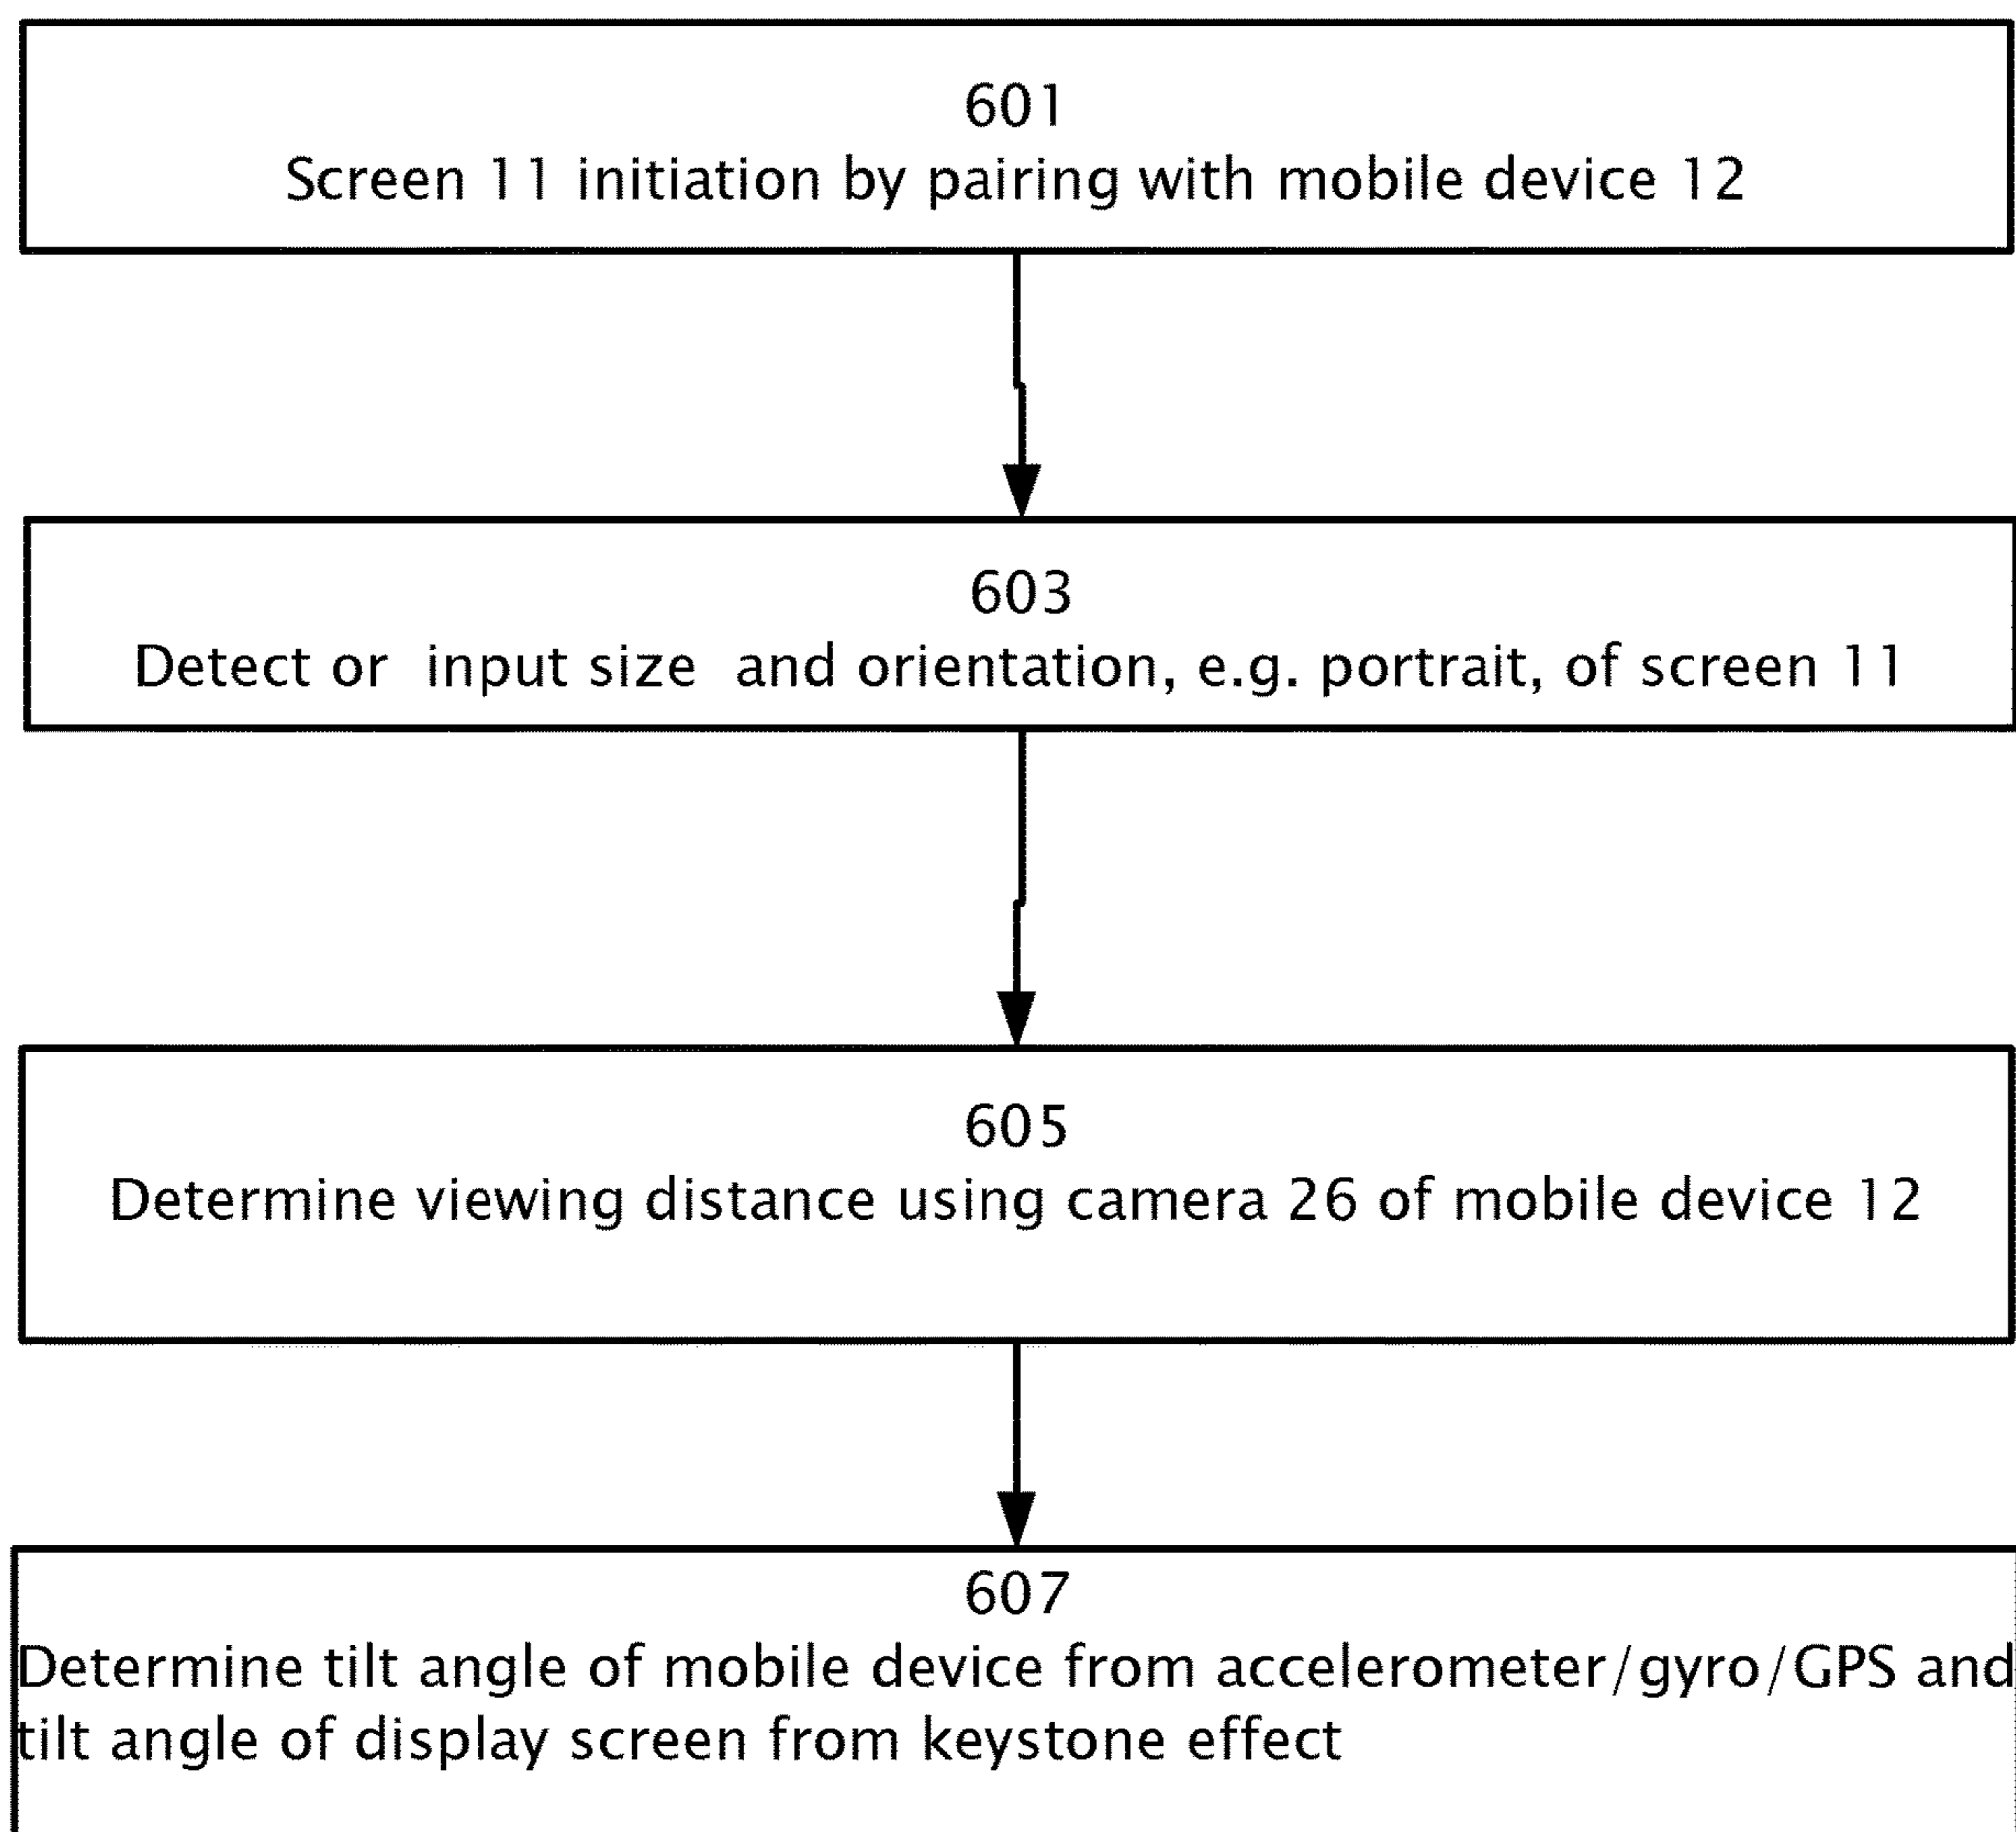 601
Screen 11 initiation by pairing with mobile device 12
603
Detect or input size and orientation, e.g. portrait, of screen 11
605
Determine viewing distance using camera 26 of mobile device 12
607
Determine tilt angle of mobile device from accelerometer/gyro/GPS and
tilt angle of display screen from keystone effect